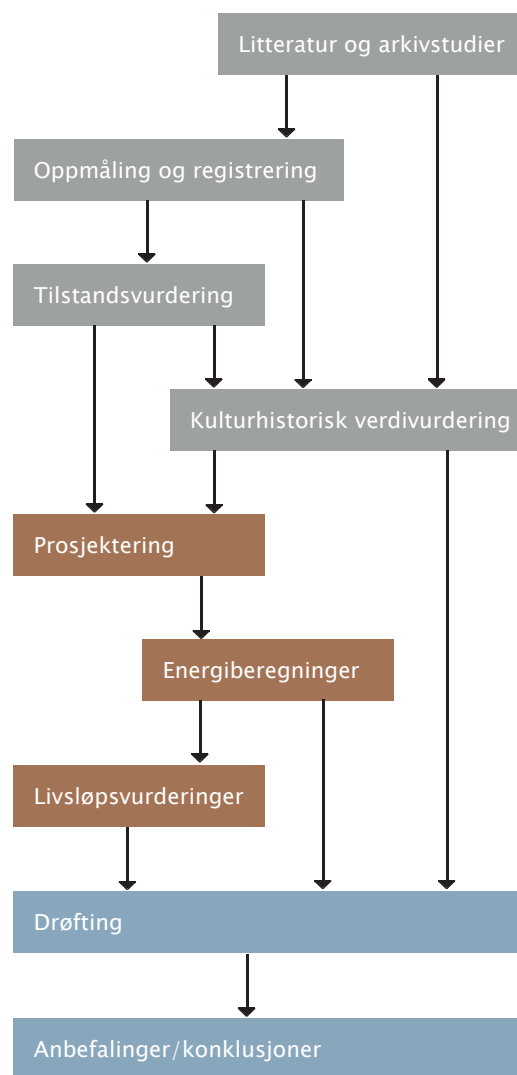 Litteratur og arkivstudier
Oppmåling og registrering
Tilstandsvurdering
Kulturhistorisk verdivurdering
Prosjektering
Energiberegninger
Livsløpsvurderinger
Drøfting
Anbefalinger/konklusjoner